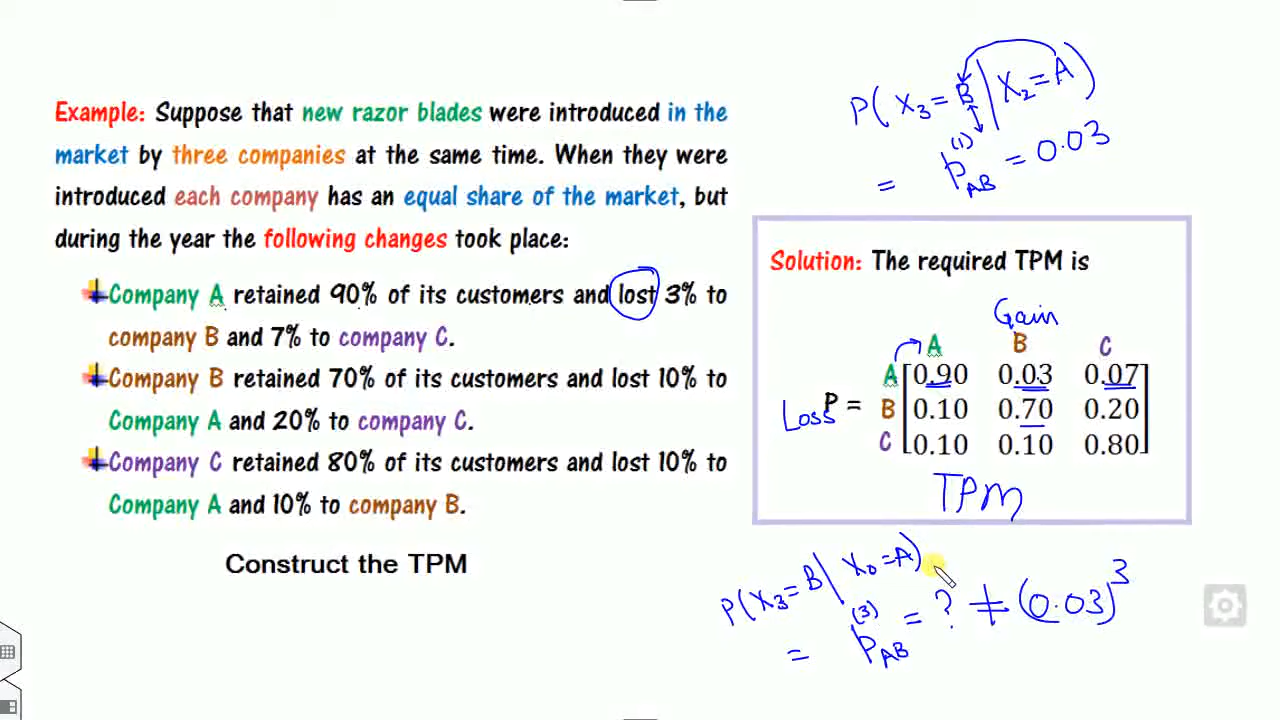 Example: Suppose that new razor blades were introduced in the
market by three companies at the same time. When they were
introduced each company has an equal share of the market, but
during the year the following changes took place:
Company A retained 90% of its customers and lost 3% to
company B and 7% to company C.
Company B retained 70% of its customers and lost 10% to
Company A and 20% to company C.
Company C retained 80% of its customers and lost 10% to
Company A and 10% to company B.
Construct the TPM
P( X₃ = B | X₂ = A )
= P_AB^(1) = 0.03
Solution: The required TPM is
Gain
A B C
A 0.90 0.03 0.07
Loss P = B 0.10 0.70 0.20
C 0.10 0.10 0.80
TPM
P( X₃ = B | X₀ = A )
= P_AB^(3) = ? ≠ (0.03)³